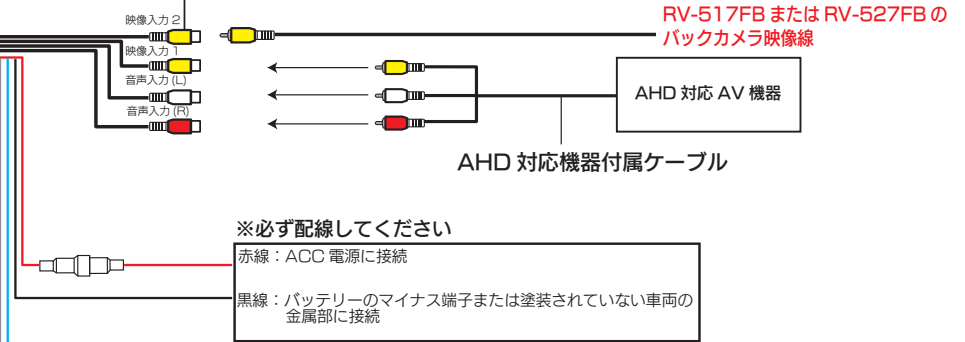 映像入力 2
RV-517FB または RV-527FB の
バックカメラ映像線
映像入力 1
音声入力 (L)
音声入力 (R)
AHD 対応 AV 機器
AHD 対応機器付属ケーブル
※必ず配線してください
赤線：ACC 電源に接続
黒線：バッテリーのマイナス端子または塗装されていない車両の
金属部に接続